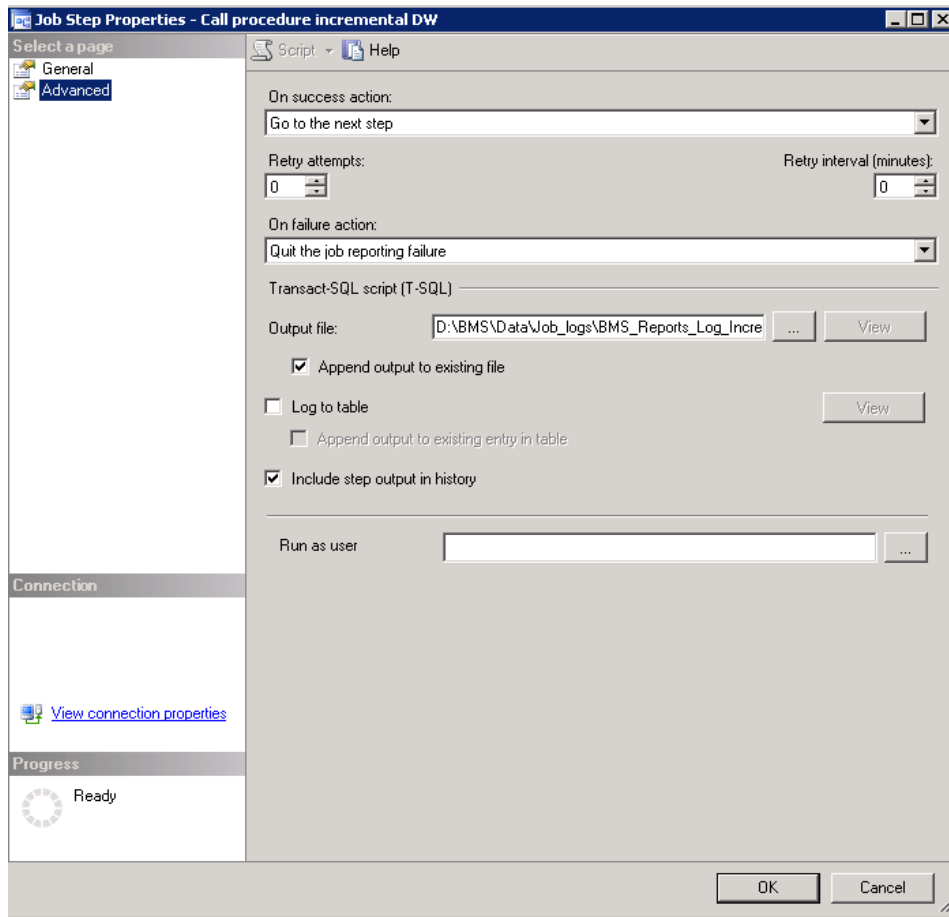 Job Step Properties - Call procedure incremental DW
Select a page
General
Advanced
Script
Help
On success action:
Go to the next step
Retry attempts:
Retry interval (minutes):
0
0
On failure action:
Quit the job reporting failure
Transact-SQL script (T-SQL)
Output file:
D:\BMS\Data\Job_logs\BMS_Reports_Log_Incre
...
View
Append output to existing file
Log to table
View
Append output to existing entry in table
Include step output in history
Run as user
...
Connection
View connection properties
Progress
Ready
OK
Cancel